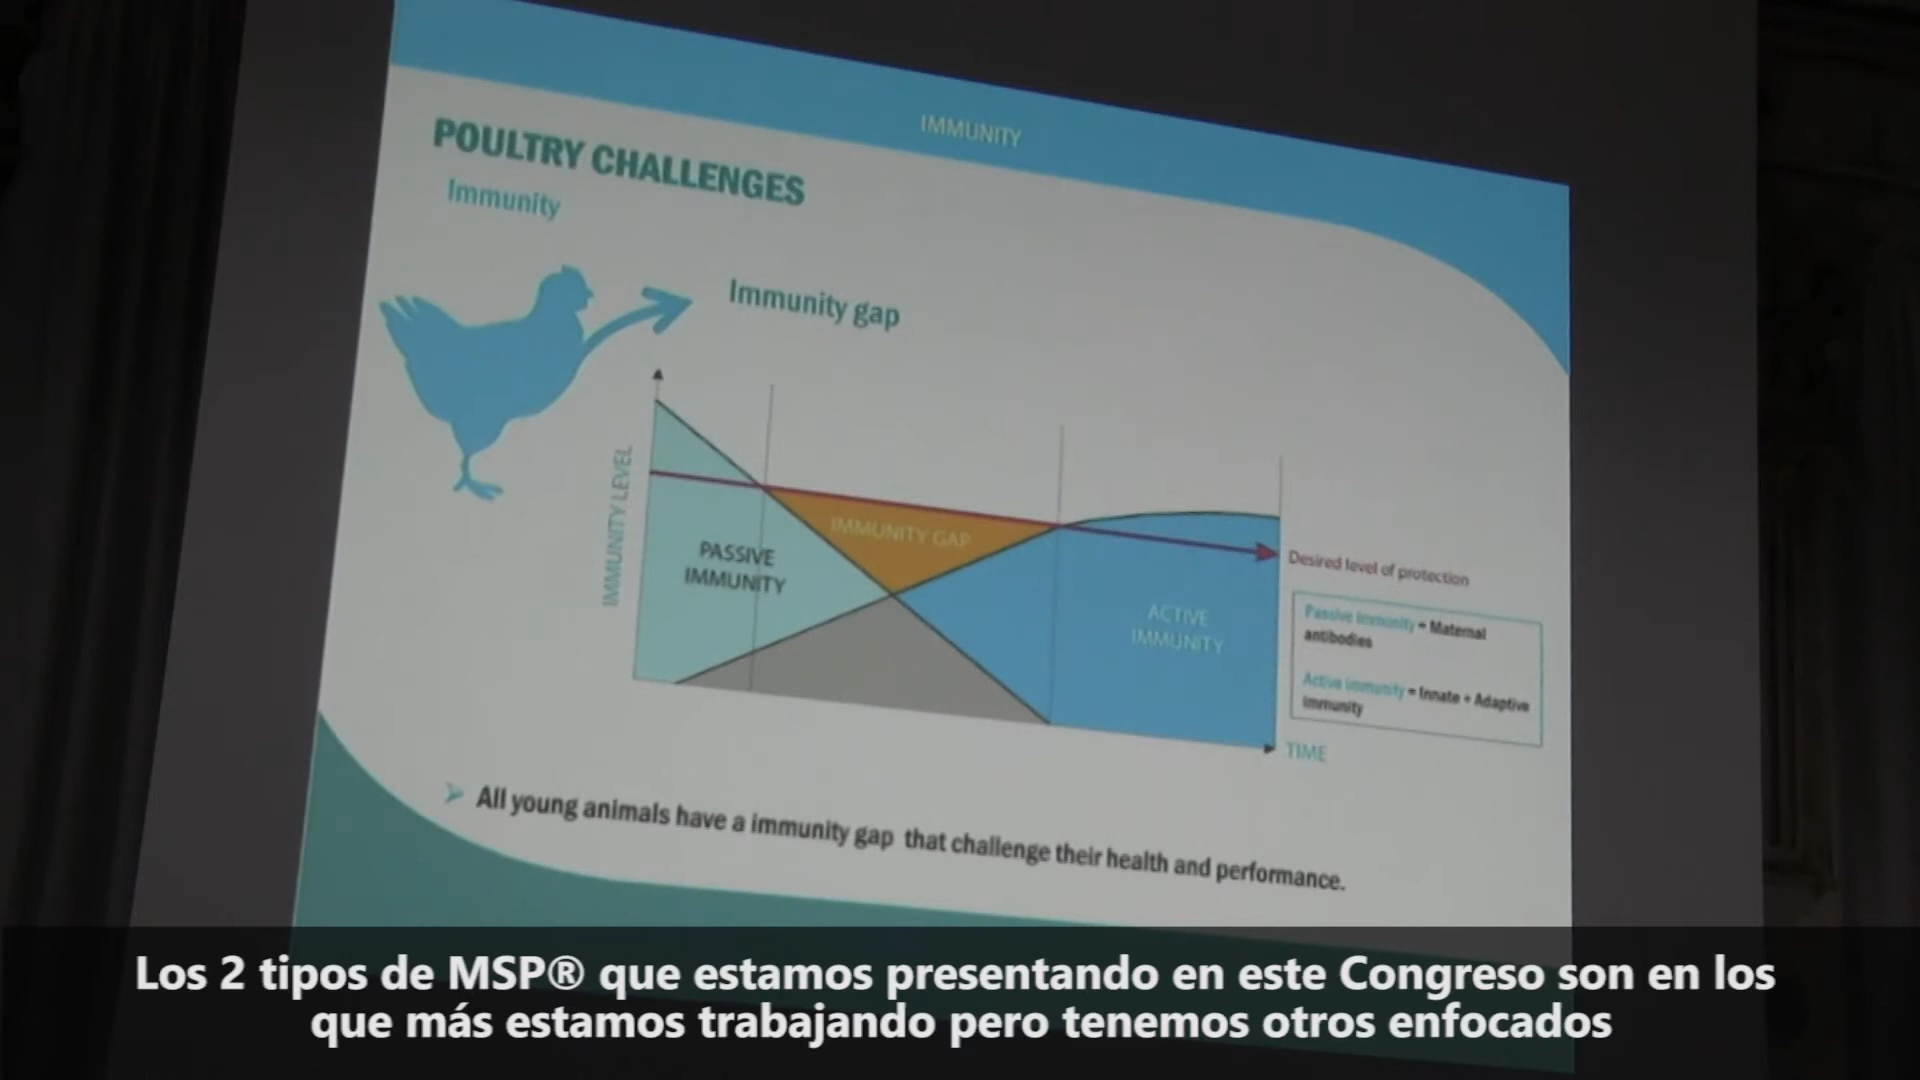 IMMUNITY
POULTRY CHALLENGES
Immunity
Immunity gap
IMMUNITY LEVEL
PASSIVE
IMMUNITY
IMMUNITY GAP
ACTIVE
IMMUNITY
Desired level of protection
Passive immunity = Maternal
antibodies
Active immunity = Innate + Adaptive
immunity
TIME
All young animals have a immunity gap that challenge their health and performance.
Los 2 tipos de MSP® que estamos presentando en este Congreso son en los
que más estamos trabajando pero tenemos otros enfocados